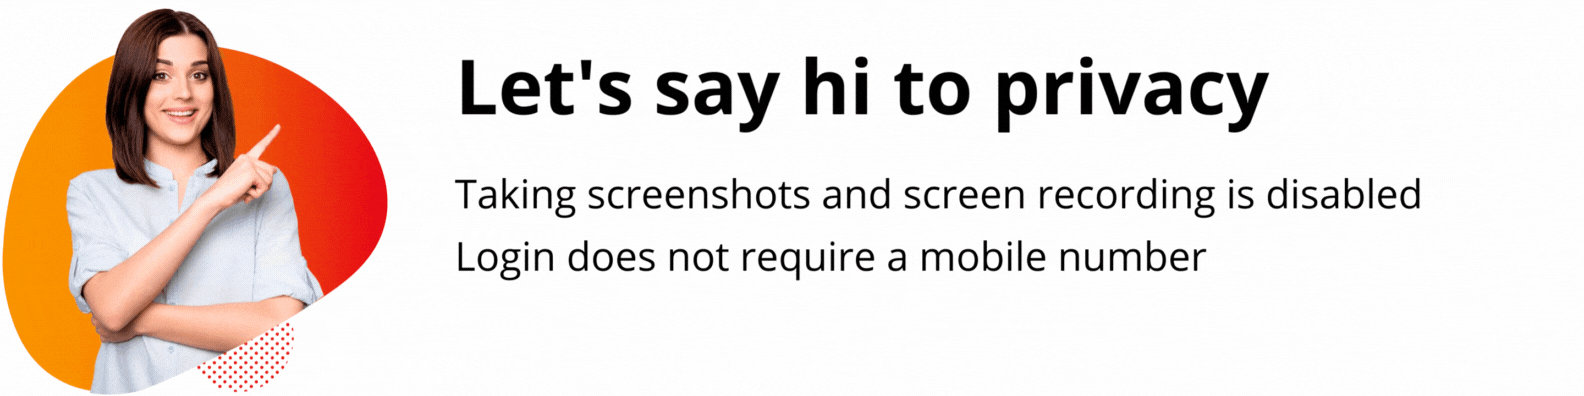 Let's say hi to privacy
Taking screenshots and screen recording is disabled
Login does not require a mobile number